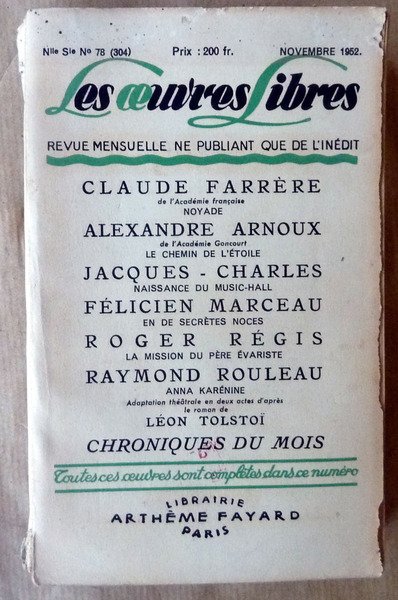 Nlle Sie No 78 (304) Prix : 200 fr. NOVEMBRE 1952.
Les œuvres Libres
REVUE MENSUELLE NE PUBLIANT QUE DE L'INÉDIT
CLAUDE FARRÈRE
de l'Académie française
NOYADE
ALEXANDRE ARNOUX
de l'Académie Goncourt
LE CHEMIN DE L'ÉTOILE
JACQUES - CHARLES
NAISSANCE DU MUSIC-HALL
FÉLICIEN MARCEAU
EN DE SECRÈTES NOCES
ROGER RÉGIS
LA MISSION DU PÈRE ÉVARISTE
RAYMOND ROULEAU
ANNA KARÉNINE
Adaptation théâtrale en deux actes d'après
le roman de
LÉON TOLSTOÏ
CHRONIQUES DU MOIS
Toutes ces œuvres sont complètes dans ce numéro
LIBRAIRIE
ARTHÈME FAYARD
PARIS